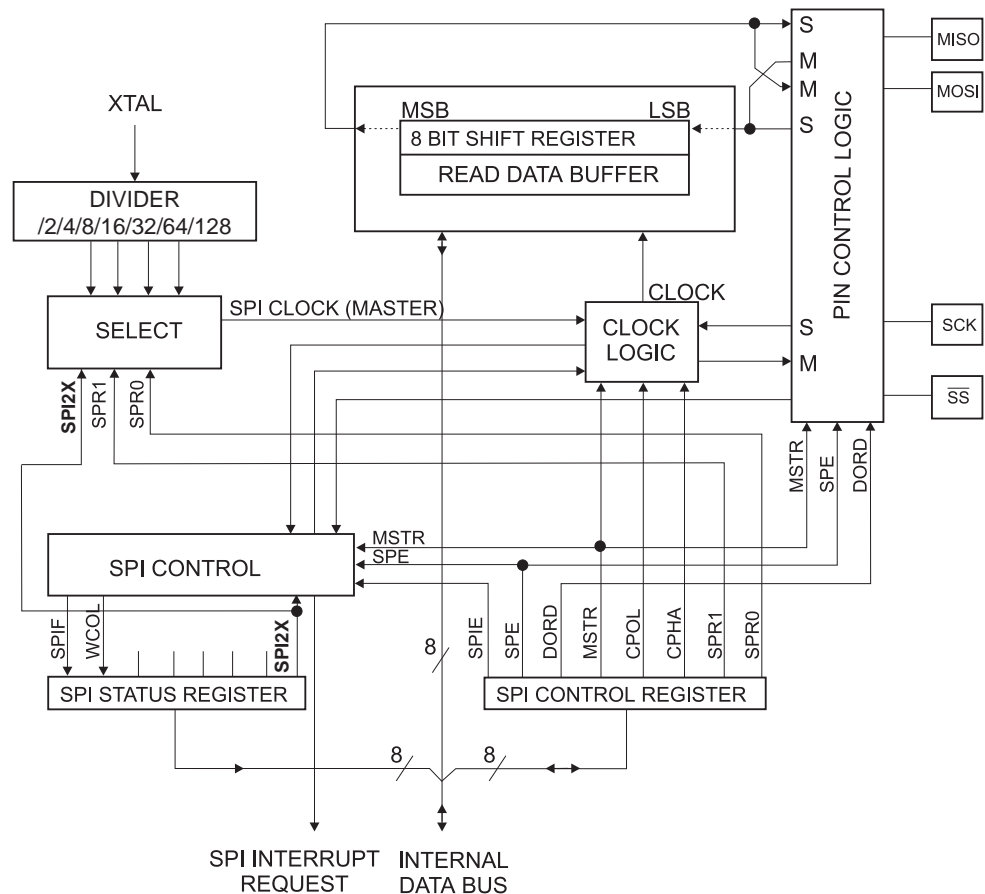 S
MISO
M
XTAL
MSB
LSB
M
MOSI
8 BIT SHIFT REGISTER
S
READ DATA BUFFER
DIVIDER
/2/4/8/16/32/64/128
PIN CONTROL LOGIC
SPI CLOCK (MASTER)
CLOCK
SELECT
CLOCK
LOGIC
S
SCK
M
SPI2X
SPR1
SPR0
SS
MSTR
SPE
DORD
MSTR
SPE
SPI CONTROL
SPIF
WCOL
SPI2X
8
SPIE
SPE
DORD
MSTR
CPOL
CPHA
SPR1
SPR0
SPI STATUS REGISTER
SPI CONTROL REGISTER
8
8
SPI INTERRUPT
REQUEST
INTERNAL
DATA BUS